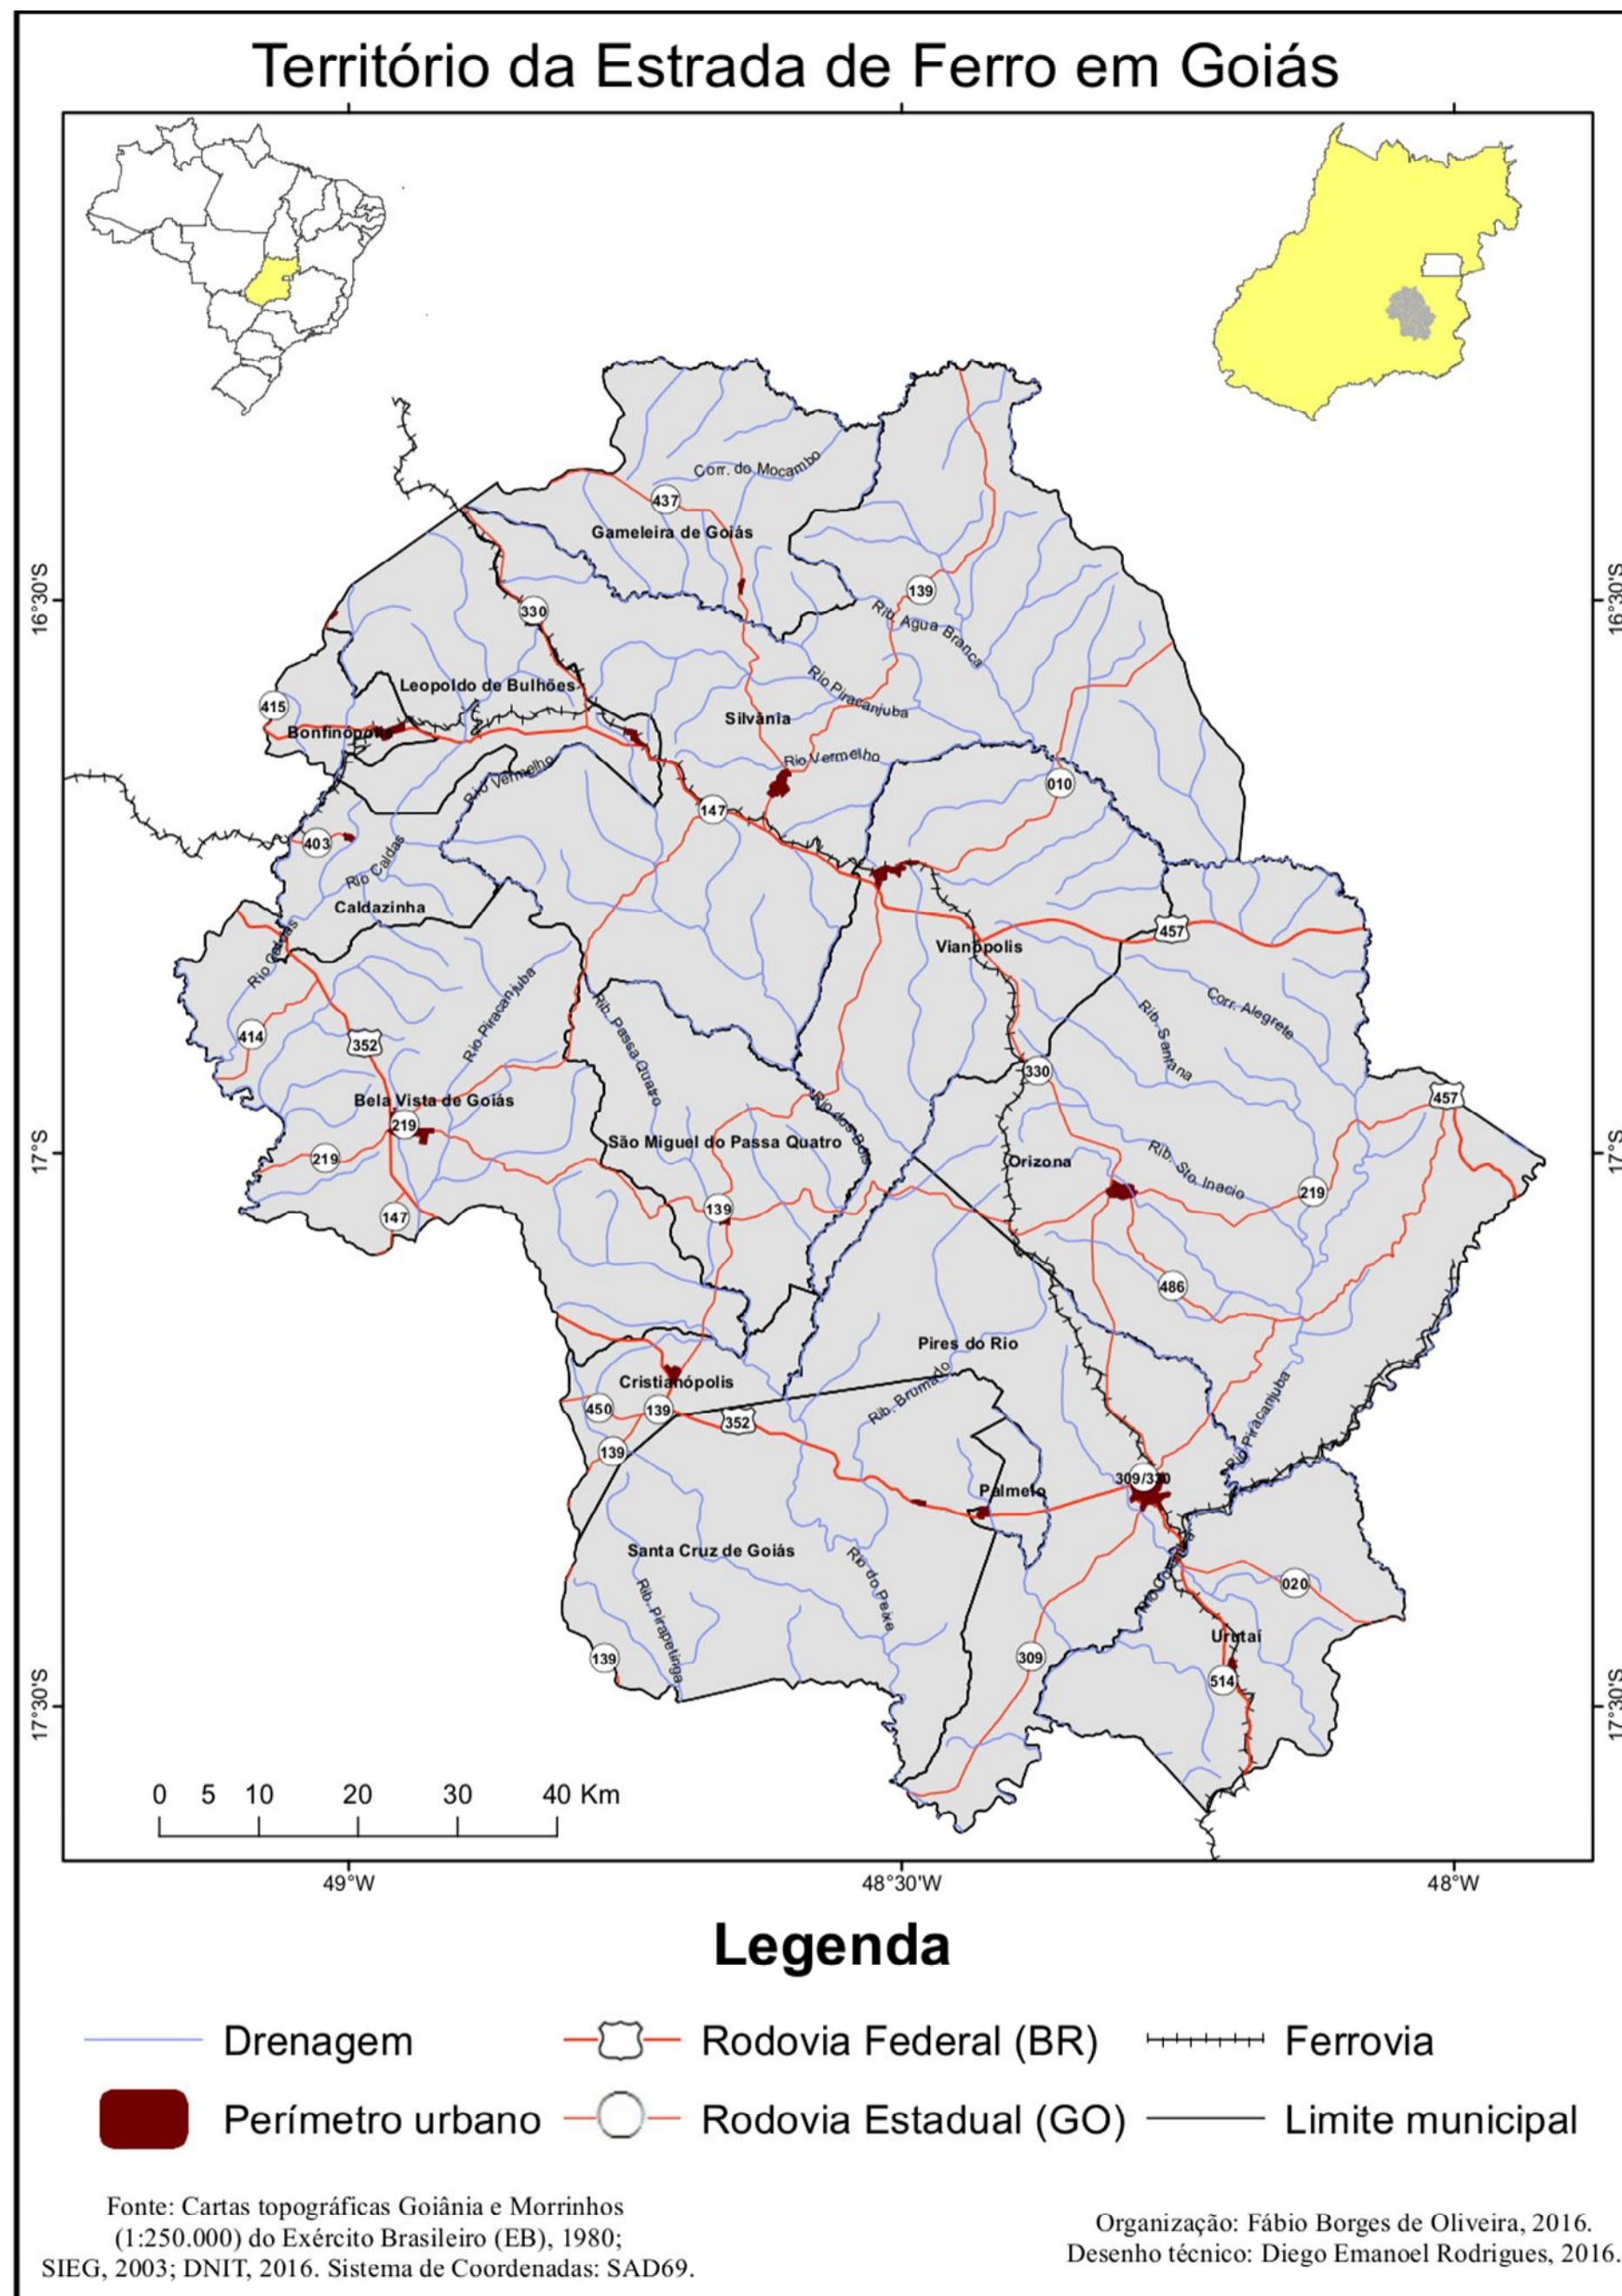 Território da Estrada de Ferro em Goiás
Corr. do Mocambo
437
Gameleira de Goiás
16°30'S
16°30'S
139
330
Rib. Agua Branca
Leopoldo de Bulhões
Rio Piracanjuba
415
Silvânia
Bonfinópolis
Rio Vermelho
Rio Vermelho
010
147
403
Rio Caldas
Caldazinha
457
Rio Caldas
Vianópolis
Rio Piracanjuba
Rib. Passa Quatro
Rib. Santana
Corr. Alegrete
414
352
330
457
Bela Vista de Goiás
Rio dos Bois
219
São Miguel do Passa Quatro
17°S
17°S
219
Orizona
Rib. Sto. Inacio
219
139
147
486
Pires do Rio
Cristianópolis
Rib. Brumado
Rio Piracanjuba
450
139
352
139
309/330
Palmelo
Santa Cruz de Goiás
Rio do Peixe
020
Rib. Pirapetinga
Urutaí
139
309
514
17°30'S
17°30'S
0 5 10 20 30 40 Km
49°W 48°30'W 48°W
Legenda
Drenagem Rodovia Federal (BR) Ferrovia
Perímetro urbano Rodovia Estadual (GO) Limite municipal
Fonte: Cartas topográficas Goiânia e Morrinhos
(1:250.000) do Exército Brasileiro (EB), 1980;
SIEG, 2003; DNIT, 2016. Sistema de Coordenadas: SAD69.
Organização: Fábio Borges de Oliveira, 2016.
Desenho técnico: Diego Emanoel Rodrigues, 2016.